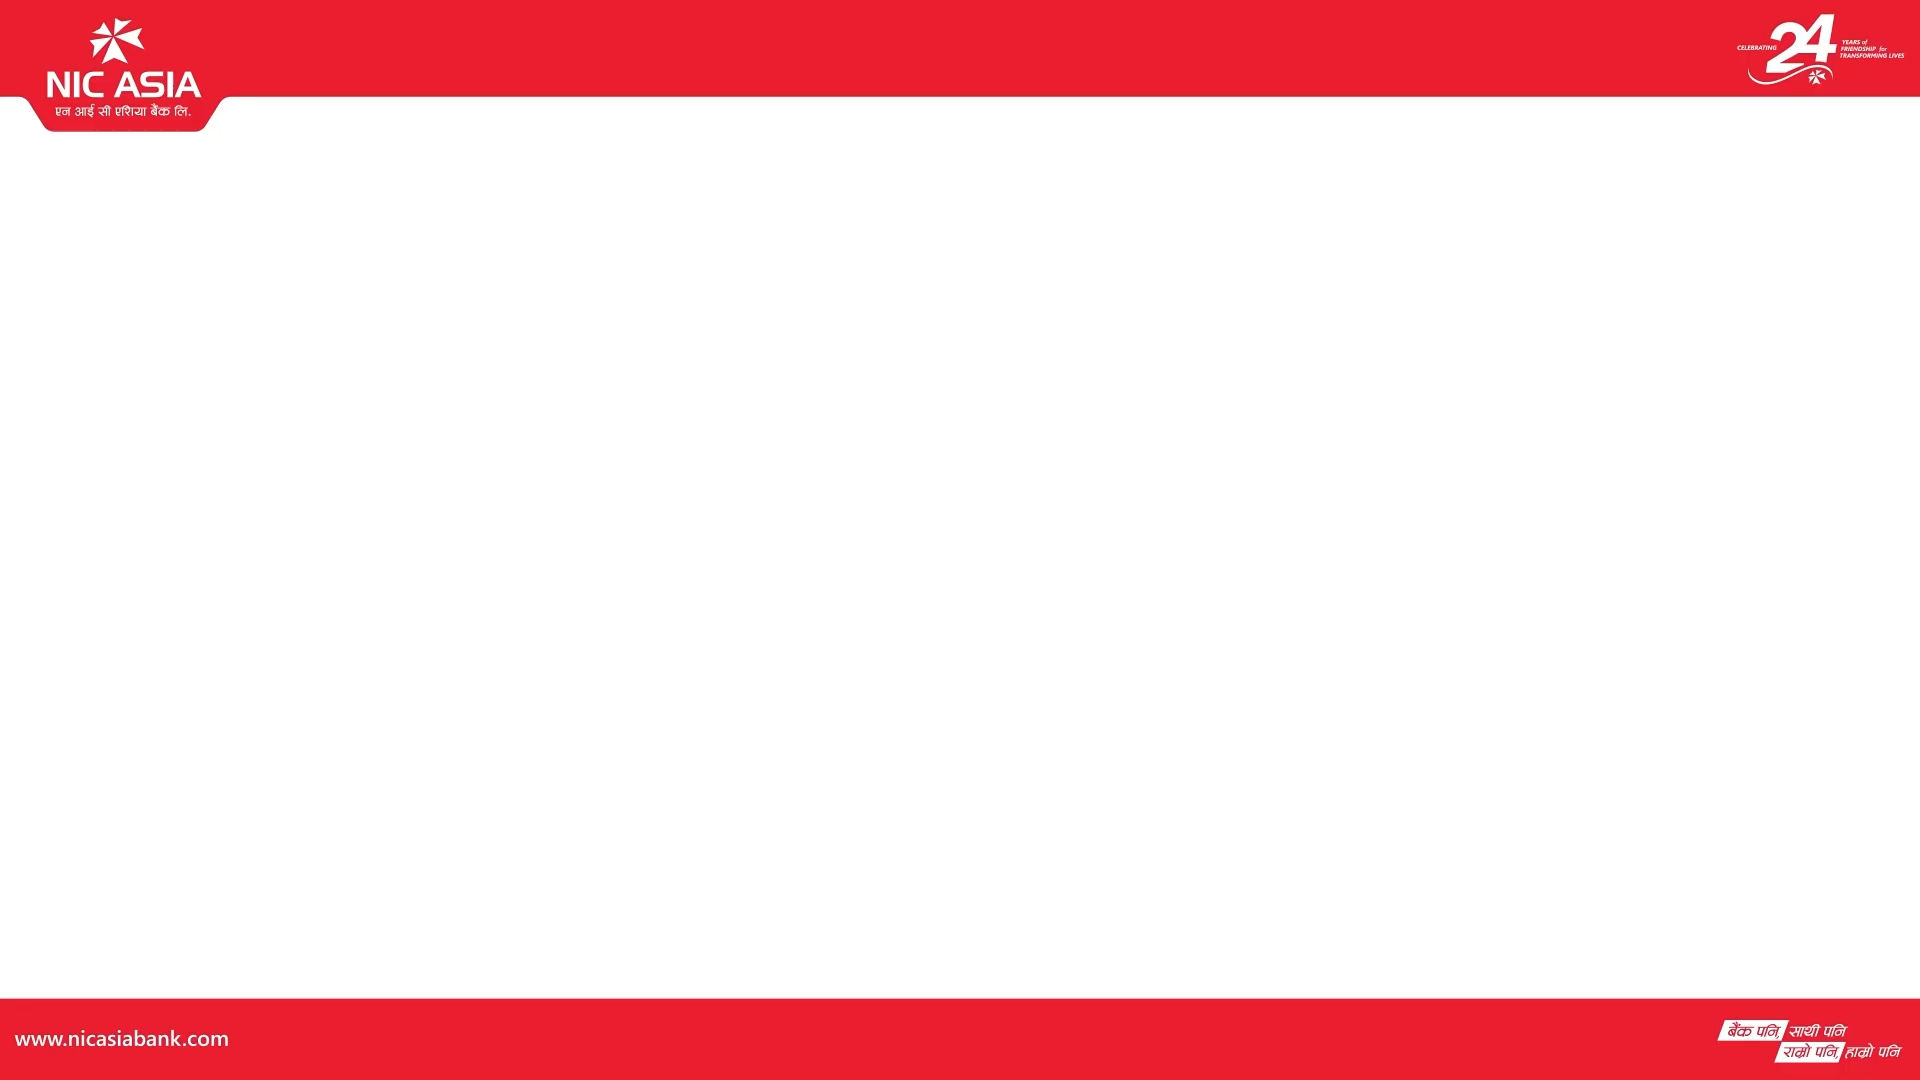 NIC ASIA
एन आई सी एशिया बैंक लि.
CELEBRATING 24 YEARS of
FRIENDSHIP for
TRANSFORMING LIVES
www.nicasiabank.com
बैंक पनि, साथी पनि
राम्रो पनि, हाम्रो पनि